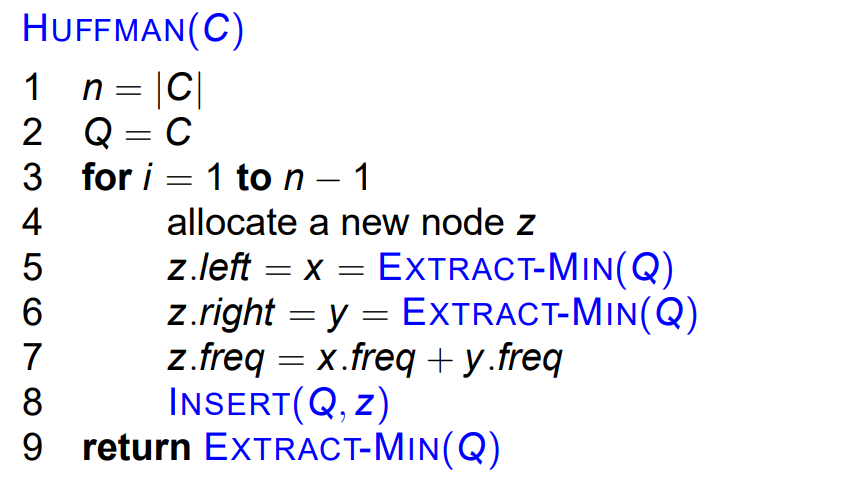 HUFFMAN(C)
1 n = |C|
2 Q = C
3 for i = 1 to n − 1
4 allocate a new node z
5 z.left = x = EXTRACT-MIN(Q)
6 z.right = y = EXTRACT-MIN(Q)
7 z.freq = x.freq + y.freq
8 INSERT(Q, z)
9 return EXTRACT-MIN(Q)